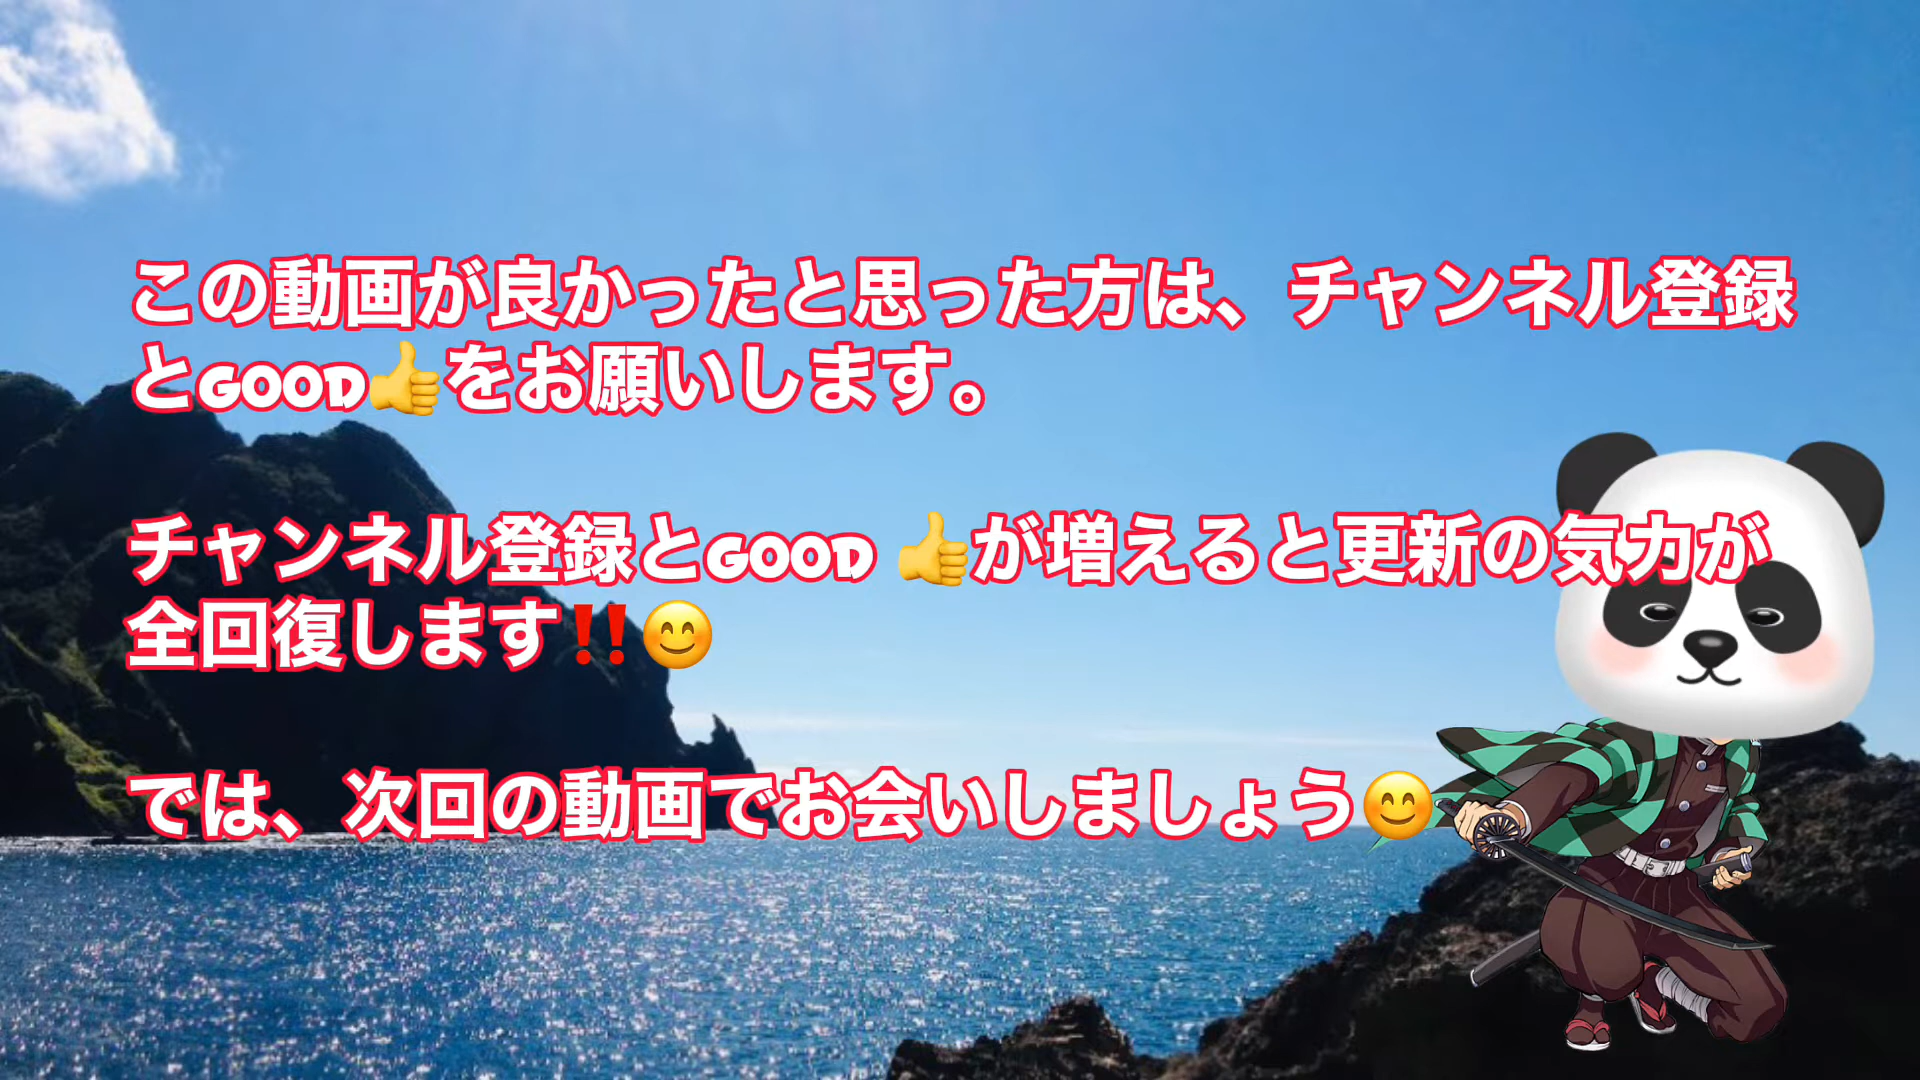 この動画が良かったと思った方は、チャンネル登録
とGOOD👍をお願いします。
チャンネル登録とGOOD 👍が増えると更新の気力が
全回復します‼️😊
では、次回の動画でお会いしましょう😊